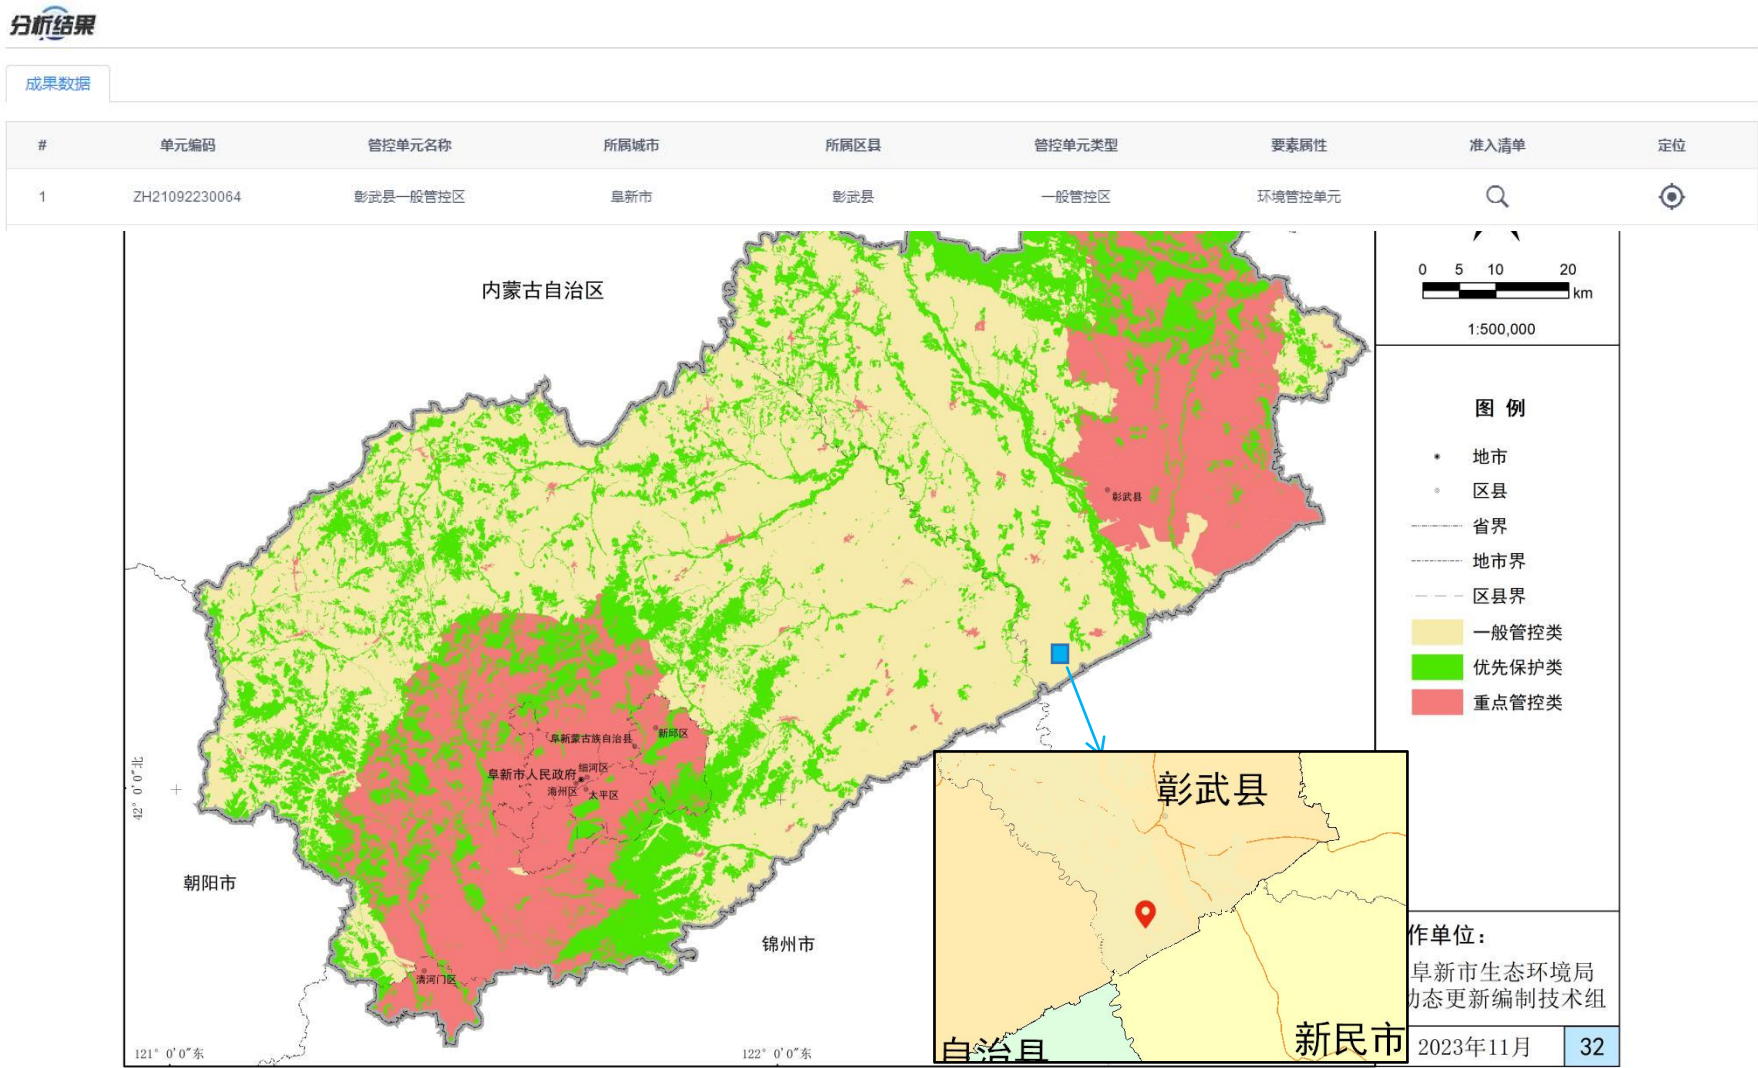 分析结果
成果数据
# 单元编码 管控单元名称 所属城市 所属区县 管控单元类型 要素属性 准入清单 定位
1 ZH21092230064 彰武县一般管控区 阜新市 彰武县 一般管控区 环境管控单元
内蒙古自治区
0 5 10 20
km
1:500,000
图 例
地市
区县
省界
地市界
区县界
一般管控类
优先保护类
重点管控类
彰武县
新邱区
阜新蒙古族自治县
阜新市人民政府
细河区
海州区
太平区
42° 0′0″北
朝阳市
锦州市
清河门区
121° 0′0″东
122° 0′0″东
彰武县
自治县
新民市
作单位：
阜新市生态环境局
动态更新编制技术组
2023年11月
32